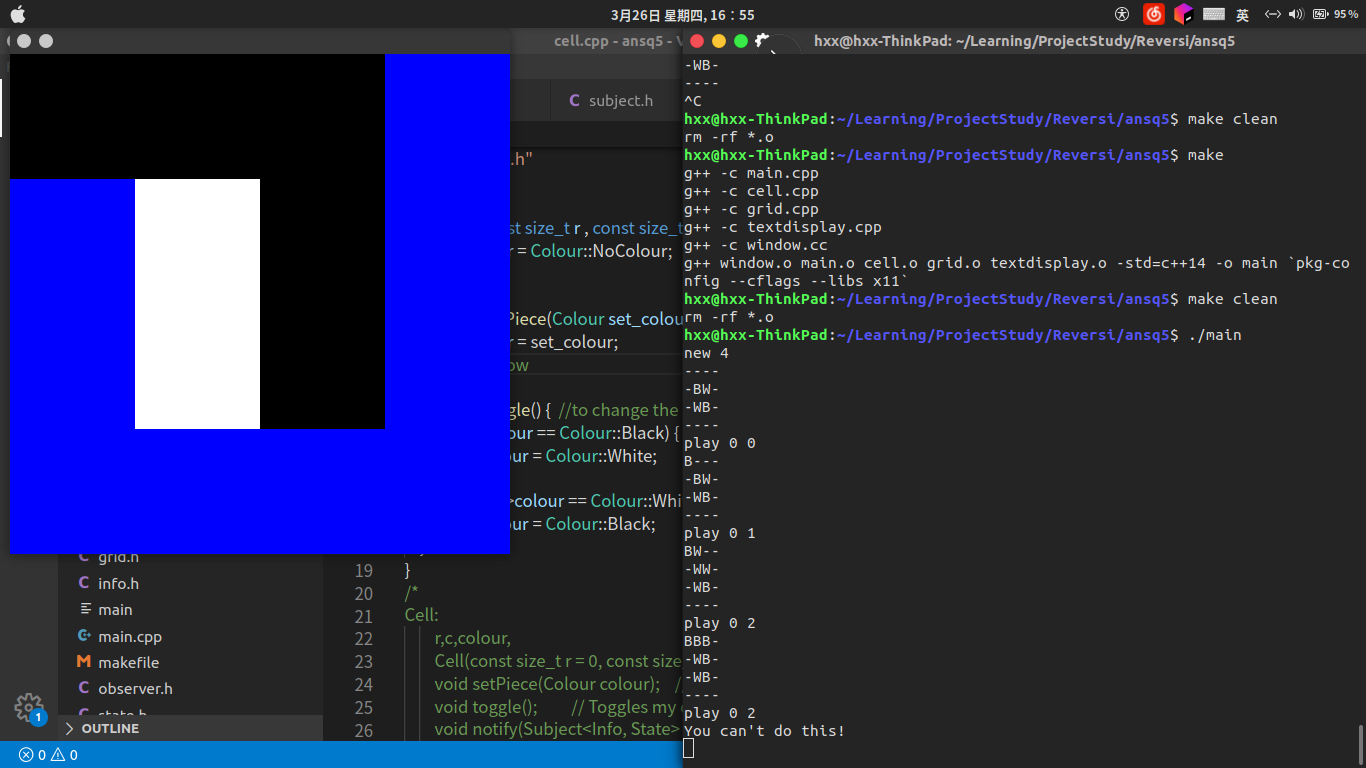 3月26日 星期四, 16：55
英
95%
cell.cpp - ansq5 - V
subject.h
.h"
st size_t r , const size_t
r = Colour::NoColour;
Piece(Colour set_colou
r = set_colour;
ow
gle() { //to change the
our == Colour::Black) {
our = Colour::White;
>colour == Colour::Whi
our = Colour::Black;
19 }
20 /*
21 Cell:
22 r,c,colour,
23 Cell(const size_t r = 0, const size_
24 void setPiece(Colour colour); /
25 void toggle(); // Toggles my
26 void notify(Subject<Info, State>
grid.h
info.h
main
main.cpp
makefile
observer.h
state.h
1
OUTLINE
0 0
hxx@hxx-ThinkPad: ~/Learning/ProjectStudy/Reversi/ansq5
-WB-
----
^C
hxx@hxx-ThinkPad:~/Learning/ProjectStudy/Reversi/ansq5$ make clean
rm -rf *.o
hxx@hxx-ThinkPad:~/Learning/ProjectStudy/Reversi/ansq5$ make
g++ -c main.cpp
g++ -c cell.cpp
g++ -c grid.cpp
g++ -c textdisplay.cpp
g++ -c window.cc
g++ window.o main.o cell.o grid.o textdisplay.o -std=c++14 -o main `pkg-co
nfig --cflags --libs x11`
hxx@hxx-ThinkPad:~/Learning/ProjectStudy/Reversi/ansq5$ make clean
rm -rf *.o
hxx@hxx-ThinkPad:~/Learning/ProjectStudy/Reversi/ansq5$ ./main
new 4
----
-BW-
-WB-
----
play 0 0
B---
-BW-
-WB-
----
play 0 1
BW--
-WW-
-WB-
----
play 0 2
BBB-
-WB-
-WB-
----
play 0 2
You can't do this!